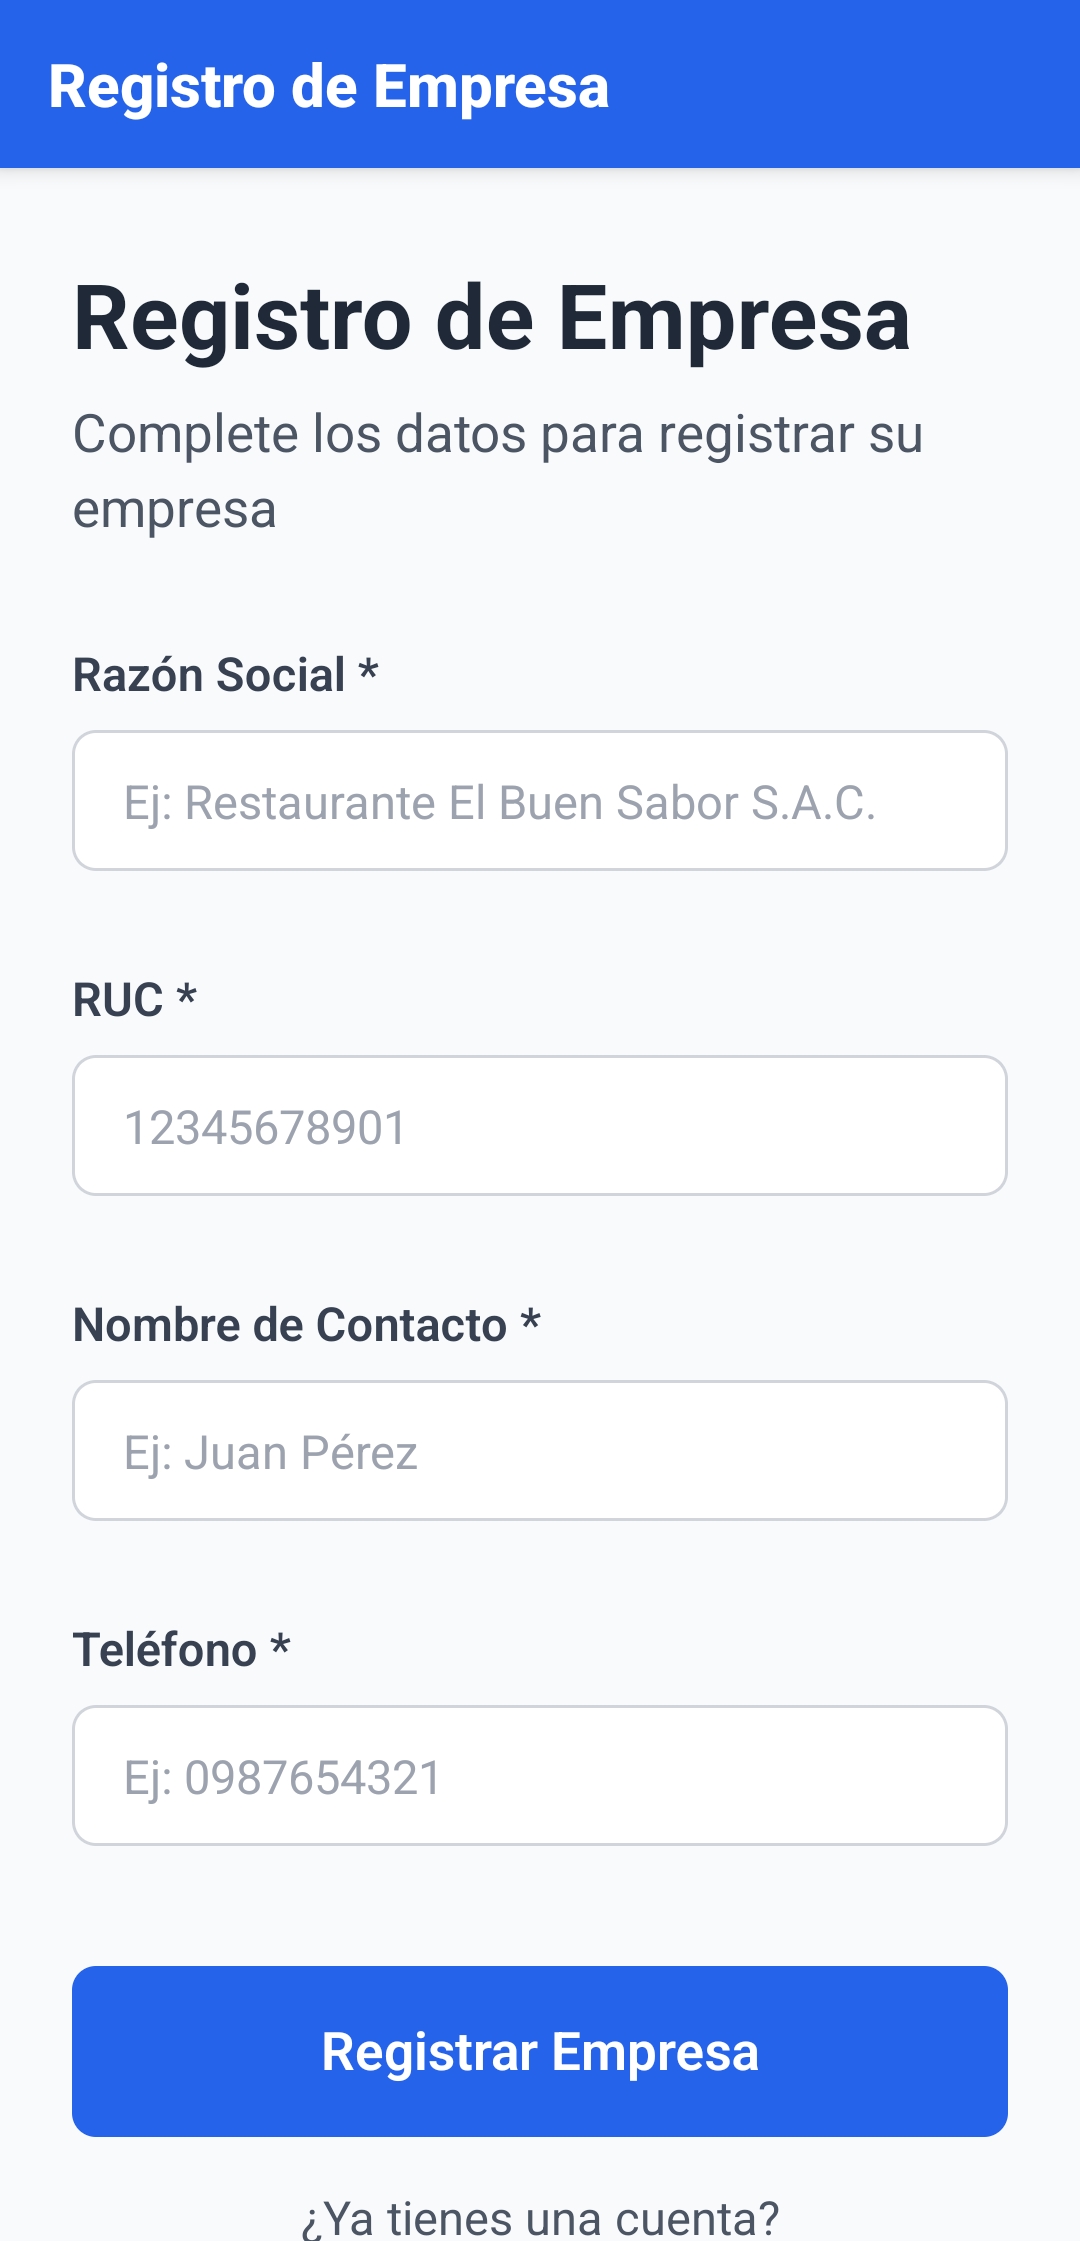 Registro de Empresa
Registro de Empresa
Complete los datos para registrar su
empresa
Razón Social *
Ej: Restaurante El Buen Sabor S.A.C.
RUC *
12345678901
Nombre de Contacto *
Ej: Juan Pérez
Teléfono *
Ej: 0987654321
Registrar Empresa
¿Ya tienes una cuenta?